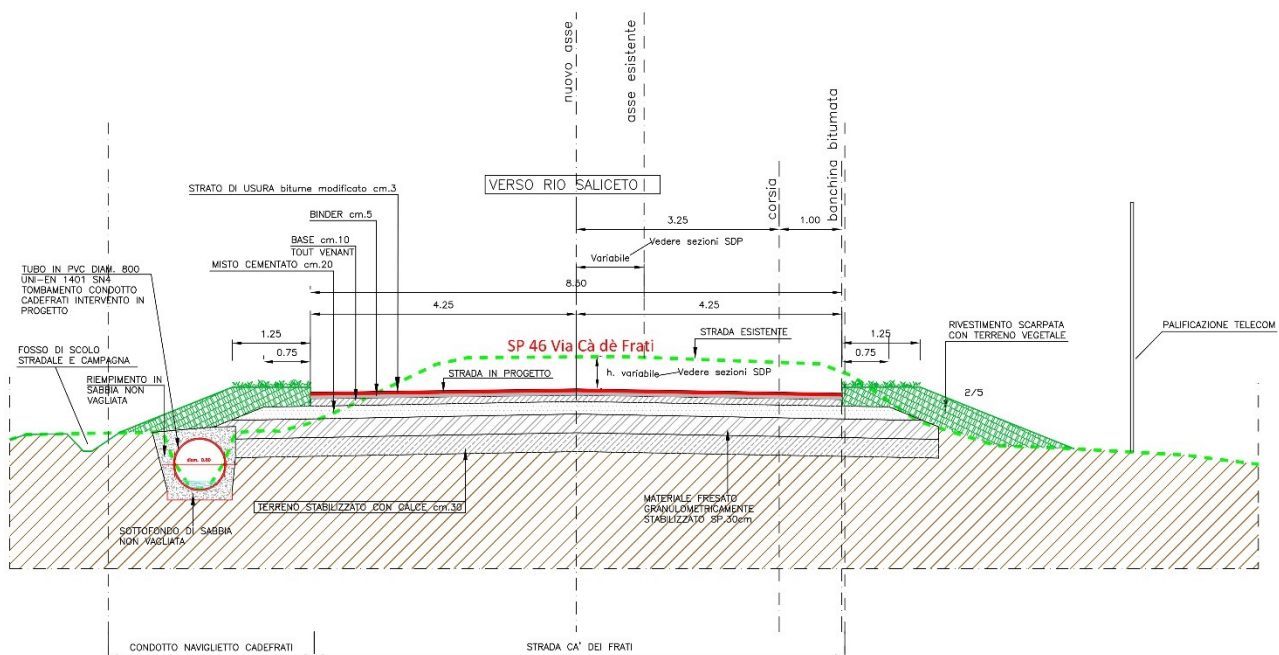 nuovo asse
asse esistente
corsia
banchina bitumata
VERSO RIO SALICETO
STRATO DI USURA bitume modificato cm.3
BINDER cm.5
BASE cm.10
TOUT VENANT
MISTO CEMENTATO cm.20
3.25
1.00
Vedere sezioni SDP
Variabile
8.50
4.25
4.25
TUBO IN PVC DIAM. 800
UNI-EN 1401 SN4
TOMBAMENTO CONDOTTO
CADEFRATI INTERVENTO IN
PROGETTO
1.25
0.75
FOSSO DI SCOLO
STRADALE E CAMPAGNA
RIEMPIMENTO IN
SABBIA NON
VAGLIATA
SP 46 Via Cà dè Frati
STRADA ESISTENTE
STRADA IN PROGETTO
h. variabile
Vedere sezioni SDP
1.25
0.75
RIVESTIMENTO SCARPATA
CON TERRENO VEGETALE
PALIFICAZIONE TELECOM
2/5
diam. 0.80
TERRENO STABILIZZATO CON CALCE cm.30
MATERIALE FRESATO
GRANULOMETRICAMENTE
STABILIZZATO SP.30cm
SOTTOFONDO DI SABBIA
NON VAGLIATA
CONDOTTO NAVIGLIETTO CADEFRATI
STRADA CA' DEI FRATI